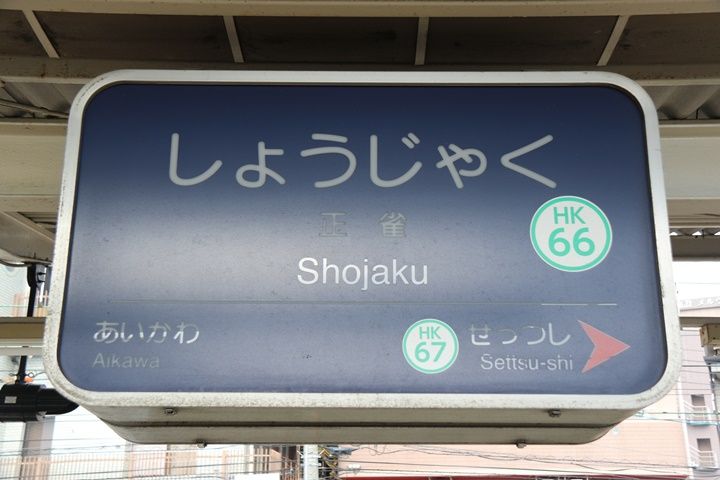 しょうじゃく
正雀
HK
66
Shojaku
あいかわ
Aikawa
HK
67
せっつし
Settsu-shi